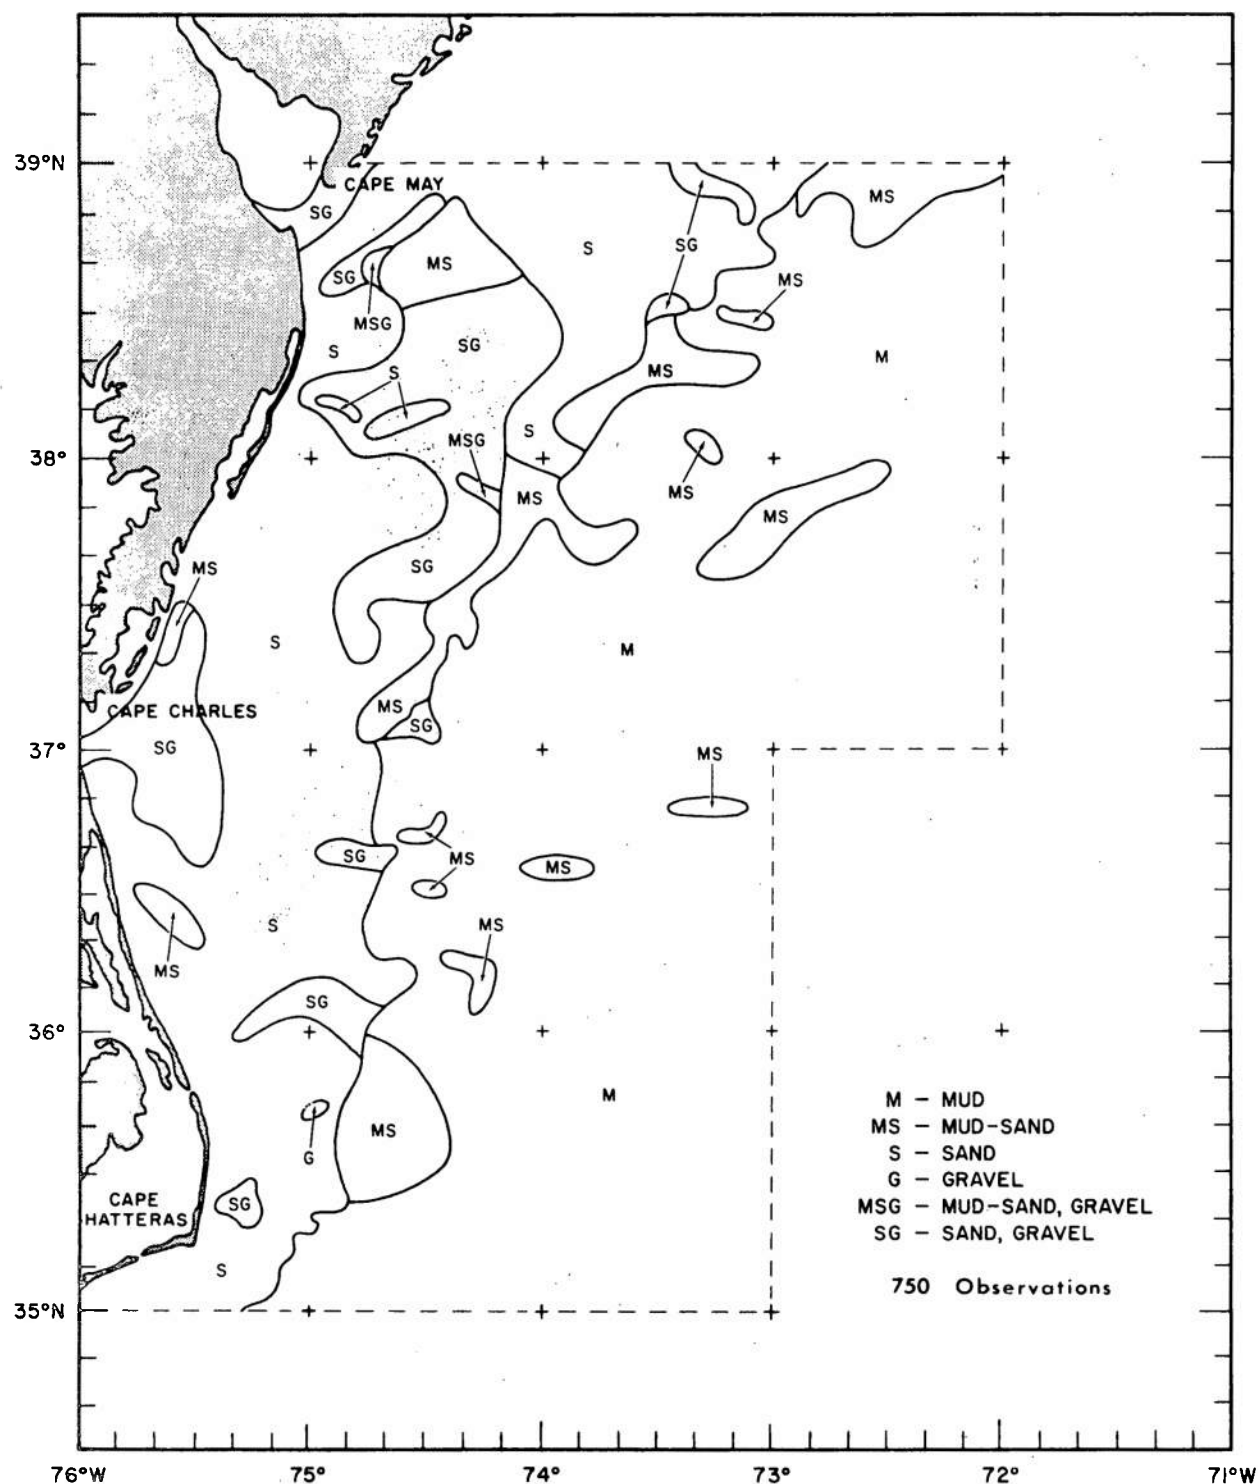 39°N
CAPE MAY
MS
SG
S
SG
MS
SG
MS
MSG
S
SG
M
S
MS
S
MSG
38°
MS
MS
MS
SG
MS
S
M
MS
CAPE CHARLES
SG
SG
37°
MS
SG
MS
MS
S
MS
MS
SG
36°
M
M – MUD
MS – MUD-SAND
S – SAND
G – GRAVEL
MSG – MUD-SAND, GRAVEL
SG – SAND, GRAVEL
750 Observations
MS
G
CAPE
HATTERAS
SG
S
35°N
76°W 75° 74° 73° 72° 71°W